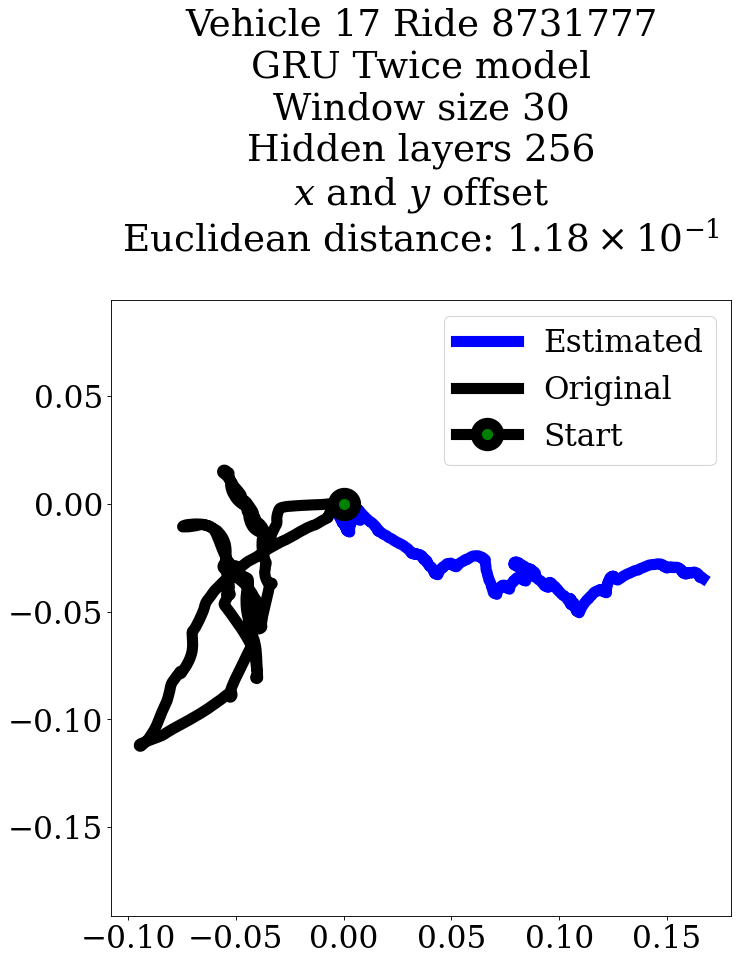 Vehicle 17 Ride 8731777
GRU Twice model
Window size 30
Hidden layers 256
x and y offset
Euclidean distance: 1.18 × 10⁻¹
Estimated
Original
Start
0.05
0.00
−0.05
−0.10
−0.15
−0.10 −0.05 0.00 0.05 0.10 0.15